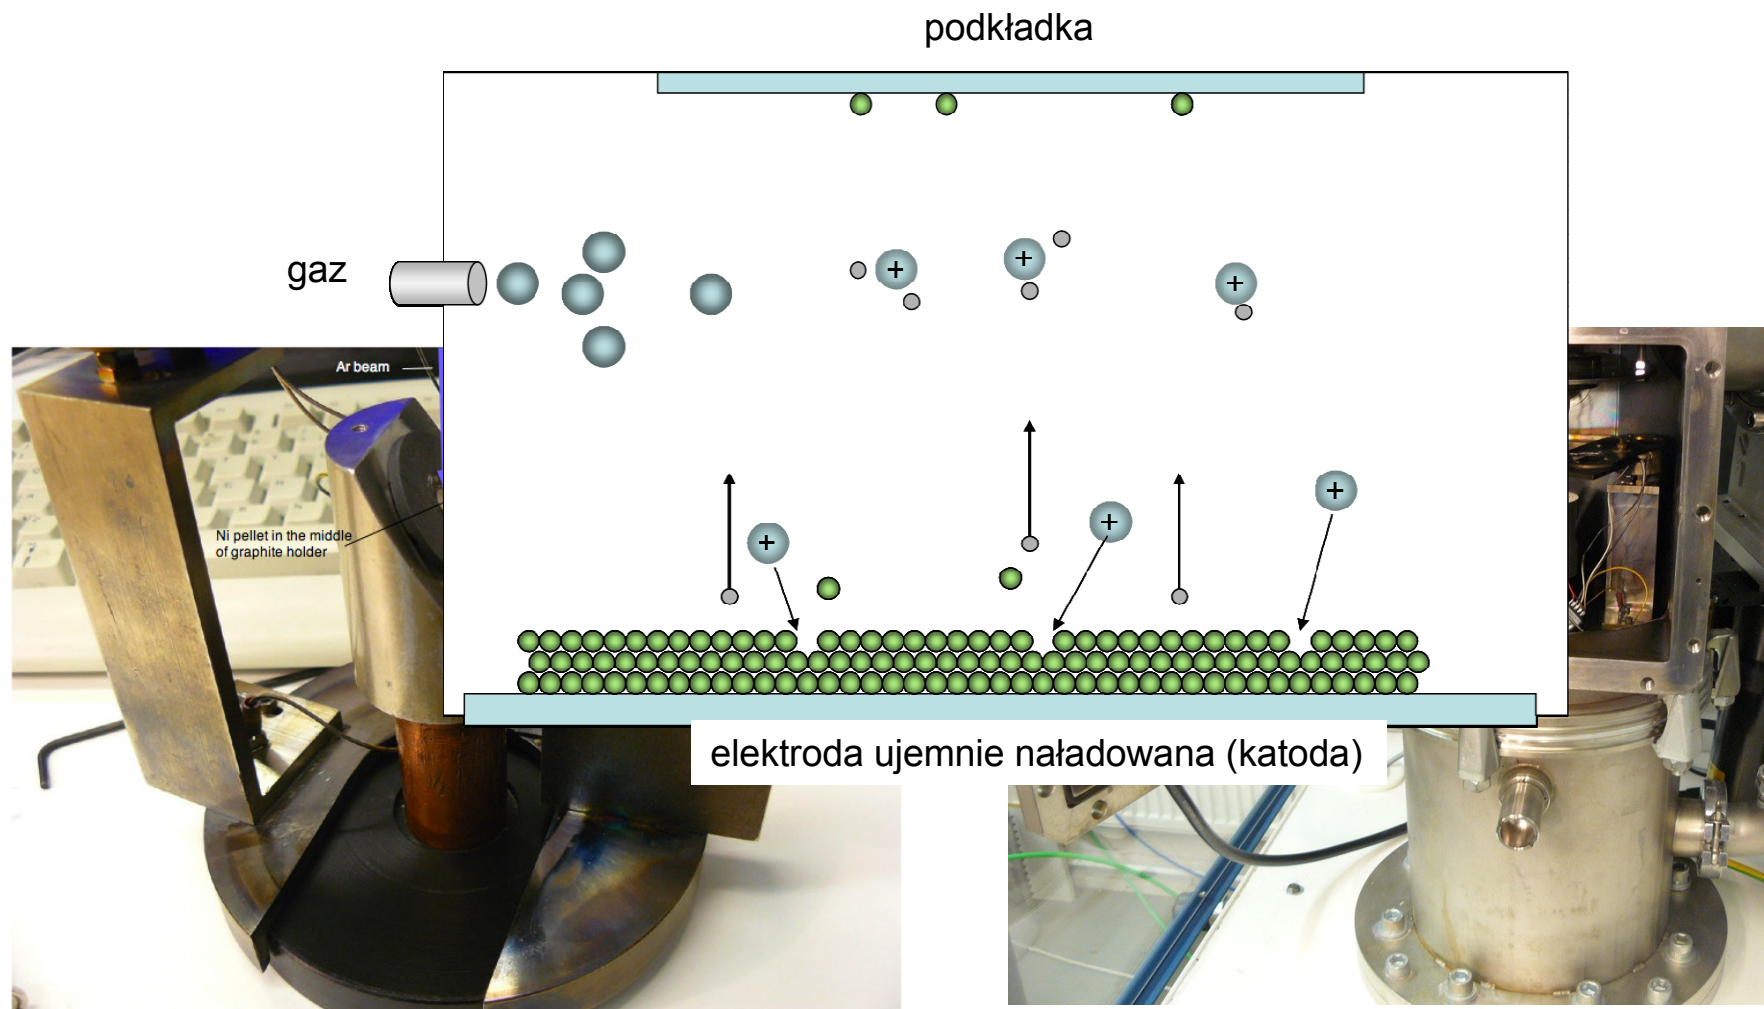 podkładka
gaz
Ar beam
Ni pellet in the middle
of graphite holder
+
+
+
+
+
+
elektroda ujemnie naładowana (katoda)